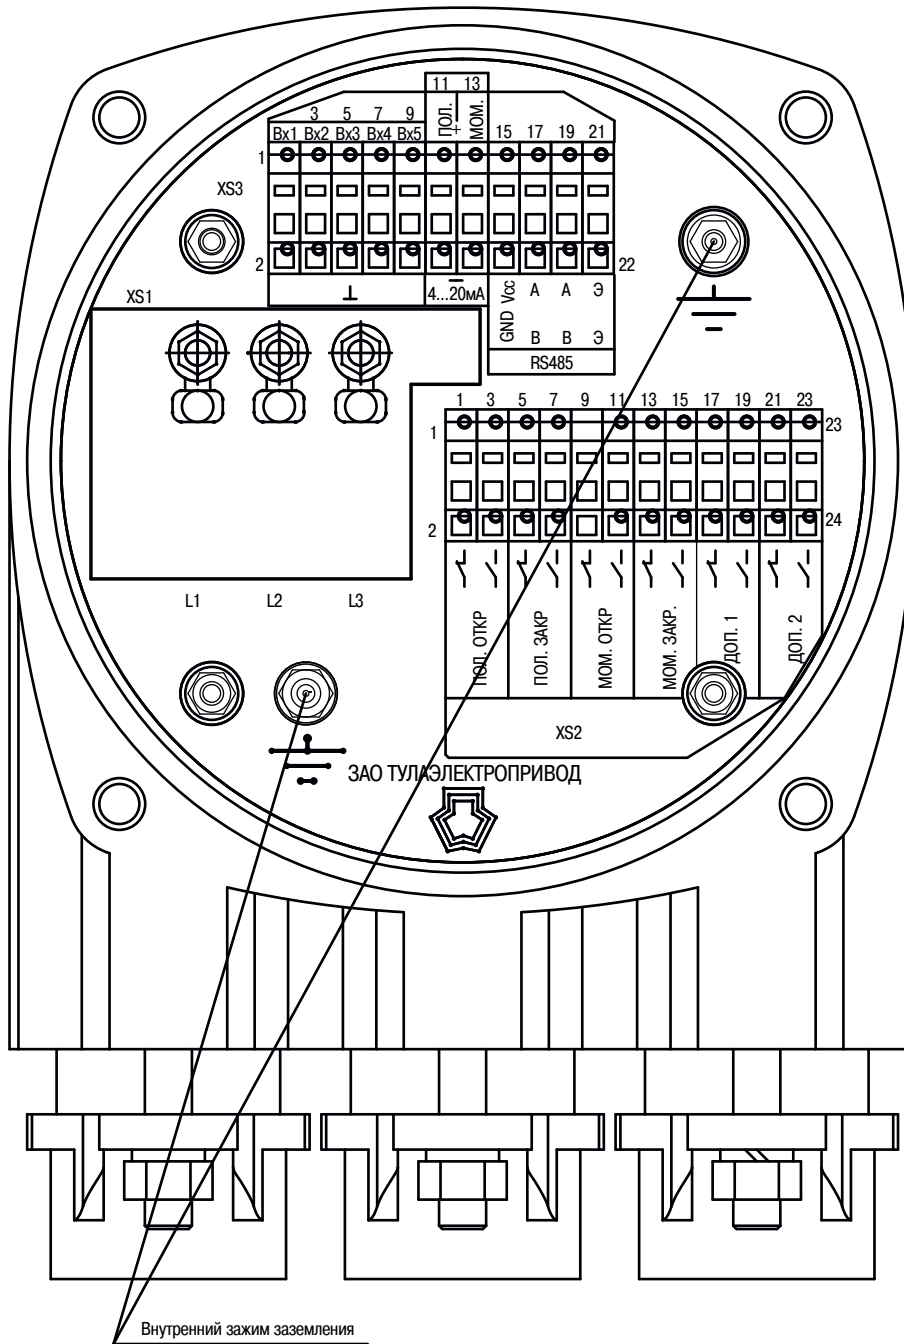 11 13
3 5 7 9 ПОЛ. + МОМ.
Вх1 Вх2 Вх3 Вх4 Вх5 15 17 19 21
1
XS3
2 22
⊥ 4...20мА
GND Vcc A A Э
B B Э
RS485
XS1
1 3 5 7 9 11 13 15 17 19 21 23
1 23
2 24
L1 L2 L3
ПОЛ. ОТКР
ПОЛ. ЗАКР
МОМ. ОТКР
МОМ. ЗАКР.
ДОП. 1
ДОП. 2
XS2
ЗАО ТУЛАЭЛЕКТРОПРИВОД
Внутренний зажим заземления